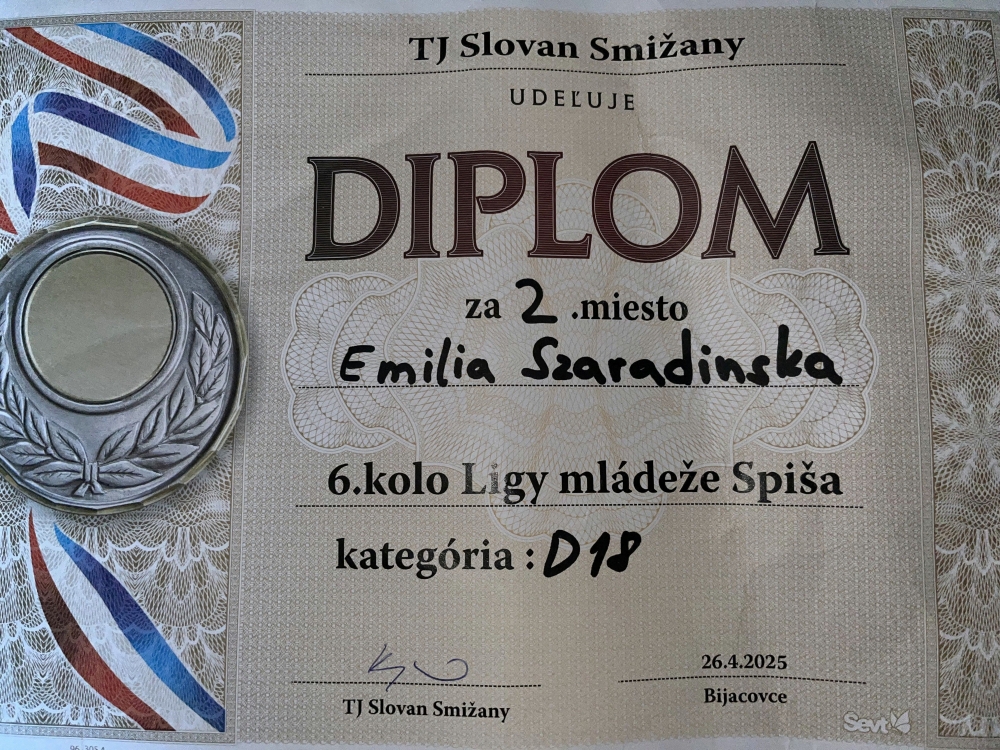 TJ Slovan Smižany
UDEĽUJE
DIPLOM
za 2 .miesto
Emilia Szaradinska
6.kolo Ligy mládeže Spiša
kategória : D18
26.4.2025
TJ Slovan Smižany
Bijacovce
Sevt